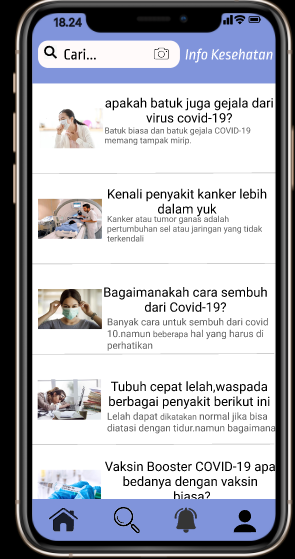 18.24
Cari...
Info Kesehatan
apakah batuk juga gejala dari
virus covid-19?
Batuk biasa dan batuk gejala COVID-19
memang tampak mirip.
Kenali penyakit kanker lebih
dalam yuk
Kanker atau tumor ganas adalah
pertumbuhan sel atau jaringan yang tidak
terkendali
Bagaimanakah cara sembuh
dari Covid-19?
Banyak cara untuk sembuh dari covid
10.namun beberapa hal yang harus di
perhatikan
Tubuh cepat lelah,waspada
berbagai penyakit berikut ini
Lelah dapat dikatakan normal jika bisa
diatasi dengan tidur.namun bagaimana
Vaksin Booster COVID-19 apa
bedanya dengan vaksin
biasa?